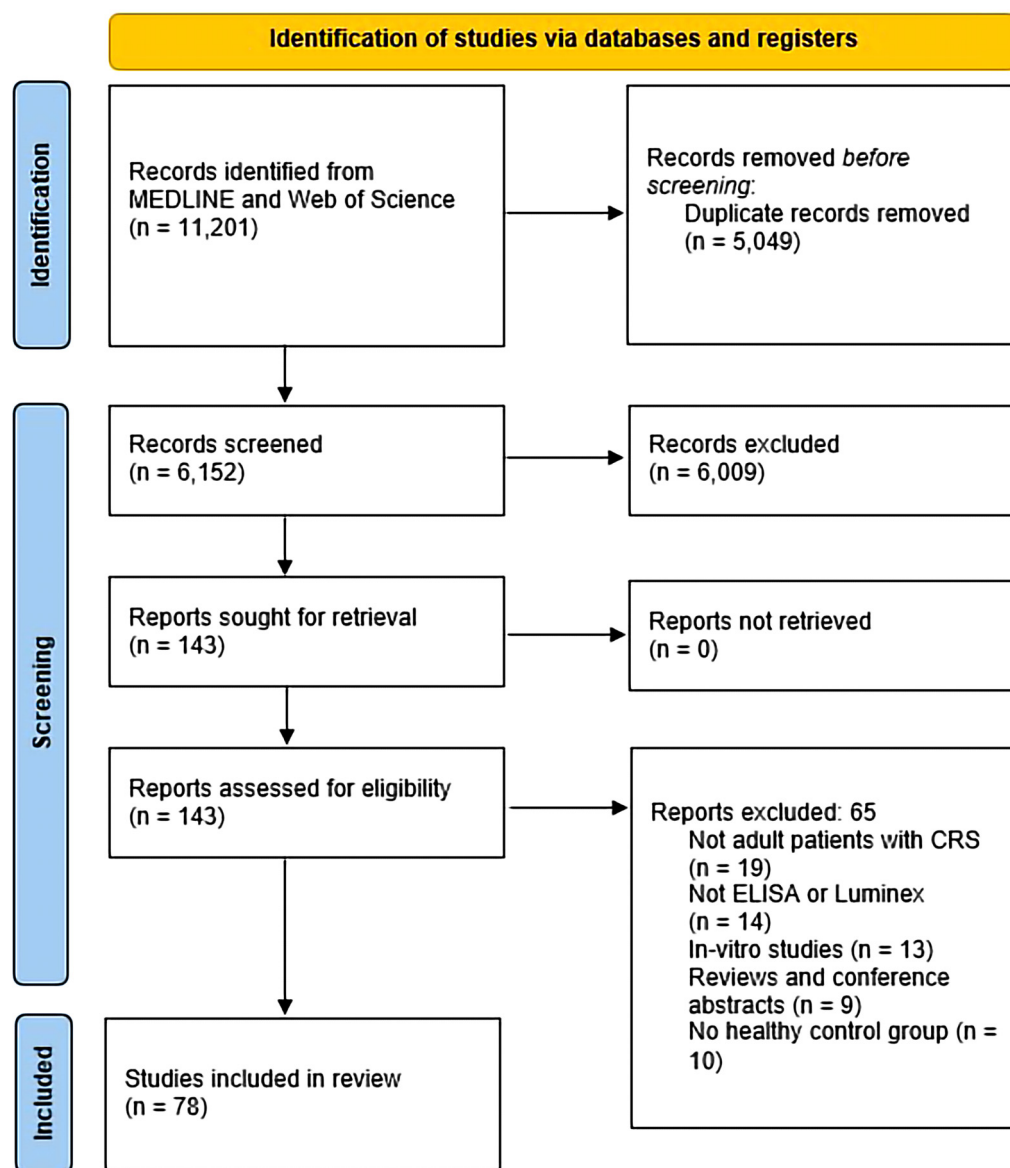 Identification of studies via databases and registers
Identification
Records identified from
MEDLINE and Web of Science
(n = 11,201)
Records removed before
screening:
Duplicate records removed
(n = 5,049)
Screening
Records screened
(n = 6,152)
Records excluded
(n = 6,009)
Reports sought for retrieval
(n = 143)
Reports not retrieved
(n = 0)
Reports assessed for eligibility
(n = 143)
Reports excluded: 65
Not adult patients with CRS
(n = 19)
Not ELISA or Luminex
(n = 14)
In-vitro studies (n = 13)
Reviews and conference
abstracts (n = 9)
No healthy control group (n =
10)
Included
Studies included in review
(n = 78)